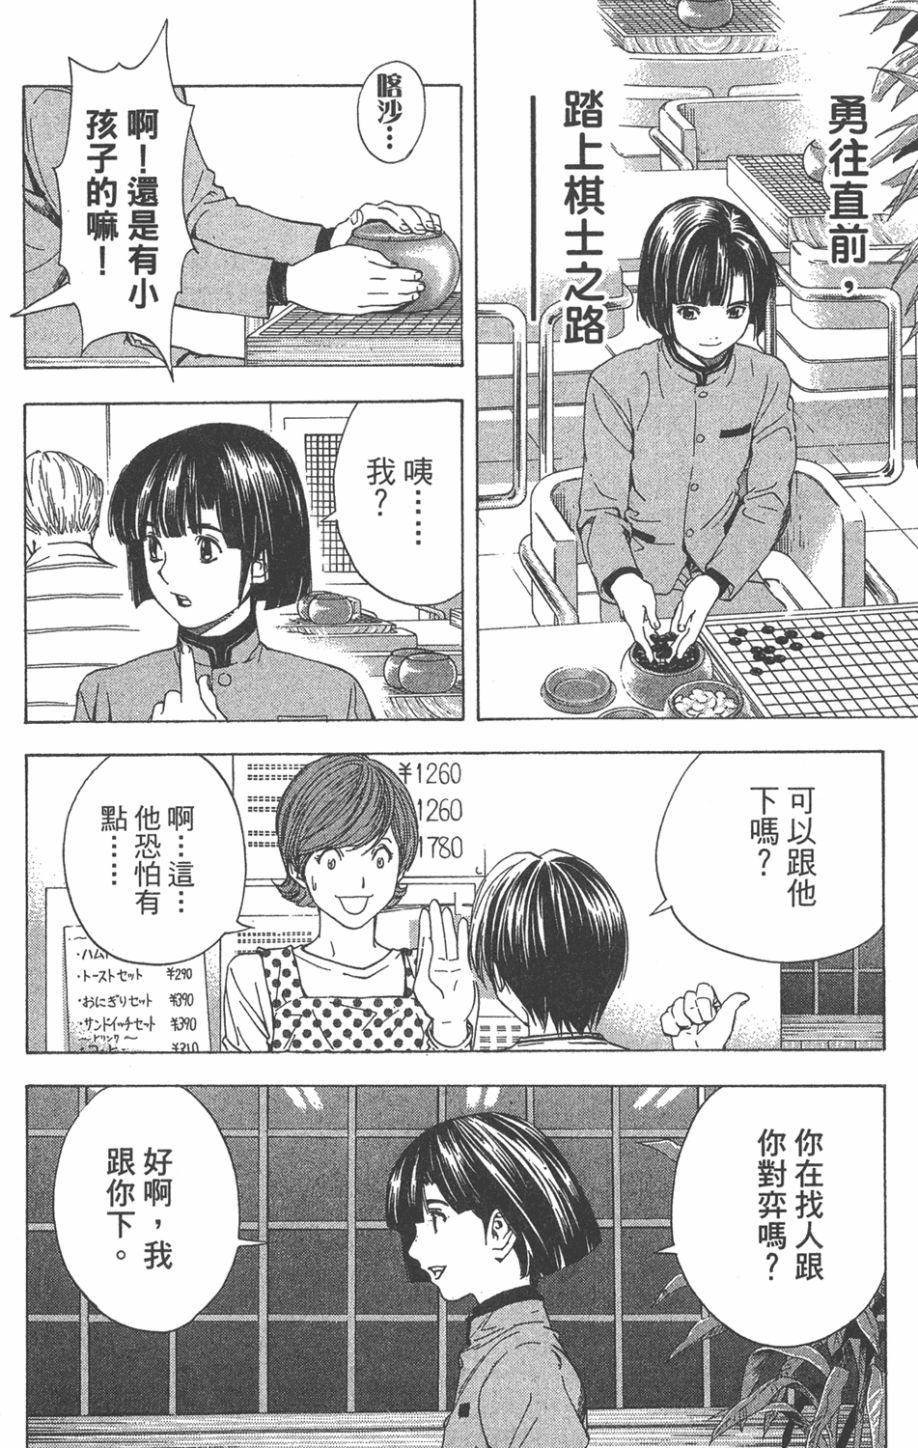 勇往直前，
踏上棋士之路
喀沙…
啊！還是有小
孩子的嘛！
咦……
我？
可以跟他
下嗎？
啊…這…
他恐怕有
點……
¥1260
1260
1780
・トーストセット ¥290
・おにぎりセット ¥390
・サンドイッチセット ¥390
～ドリンク～
你在找人跟
你對弈嗎？
好啊，我
跟你下。